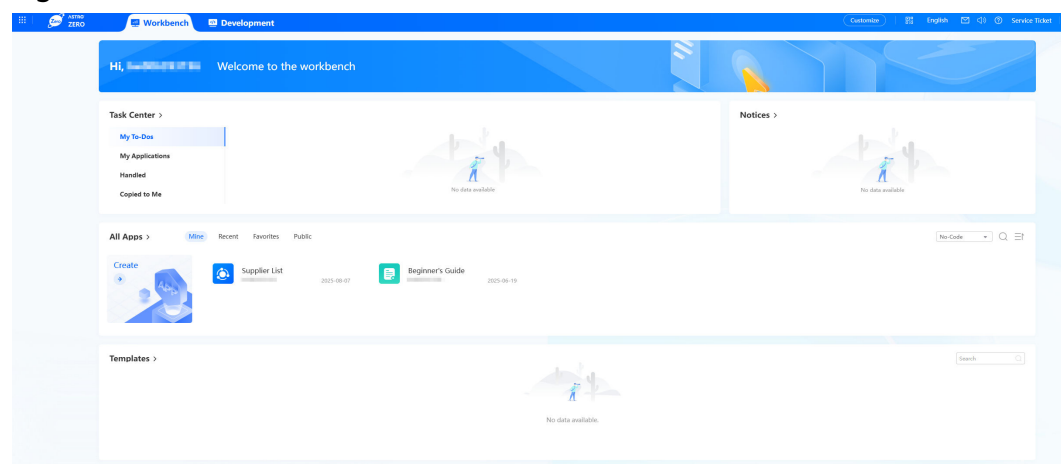 Zero
ASTRO
ZERO
Workbench
Development
Customize
English
Service Ticket
Hi,
Welcome to the workbench
Task Center >
My To-Dos
My Applications
Handled
Copied to Me
No data available
Notices >
No data available
All Apps >
Mine
Recent
Favorites
Public
No-Code
Create
Supplier List
2025-08-07
Beginner's Guide
2025-06-19
Templates >
Search
No data available.